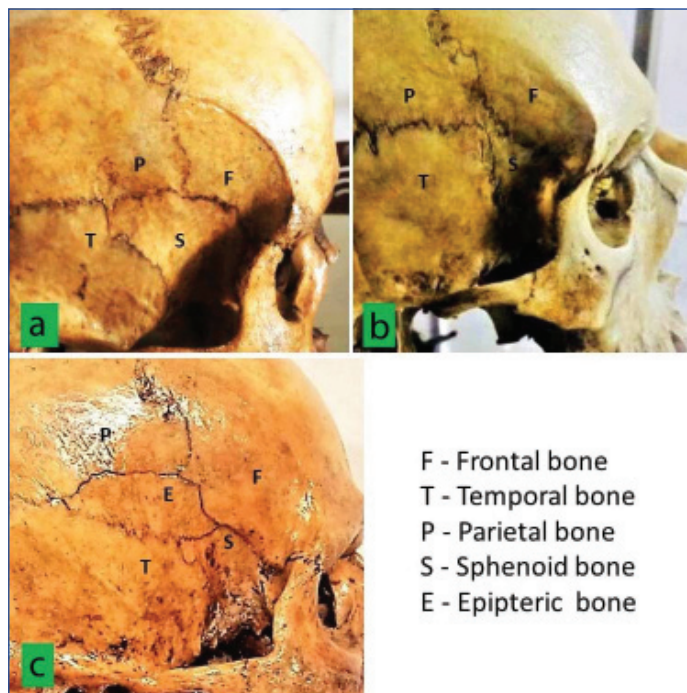 P
F
T
S
a
P
F
S
T
b
P
E
F
S
T
c
F - Frontal bone
T - Temporal bone
P - Parietal bone
S - Sphenoid bone
E - Epipteric bone